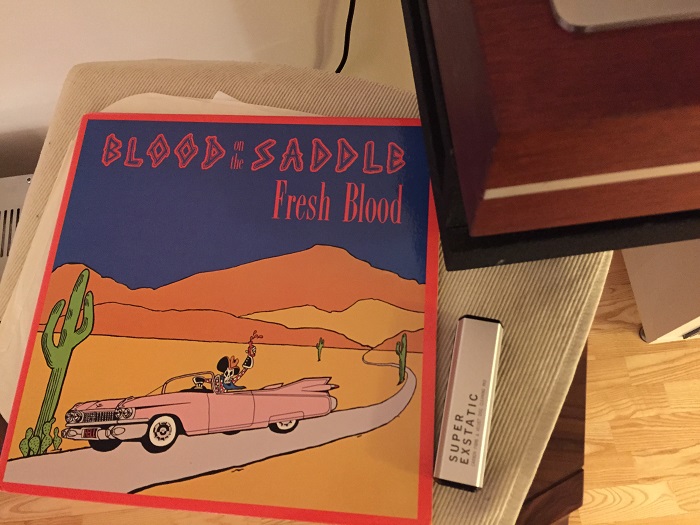 BLOOD on the SADDLE
Fresh Blood
SUPER
EXSTATIC